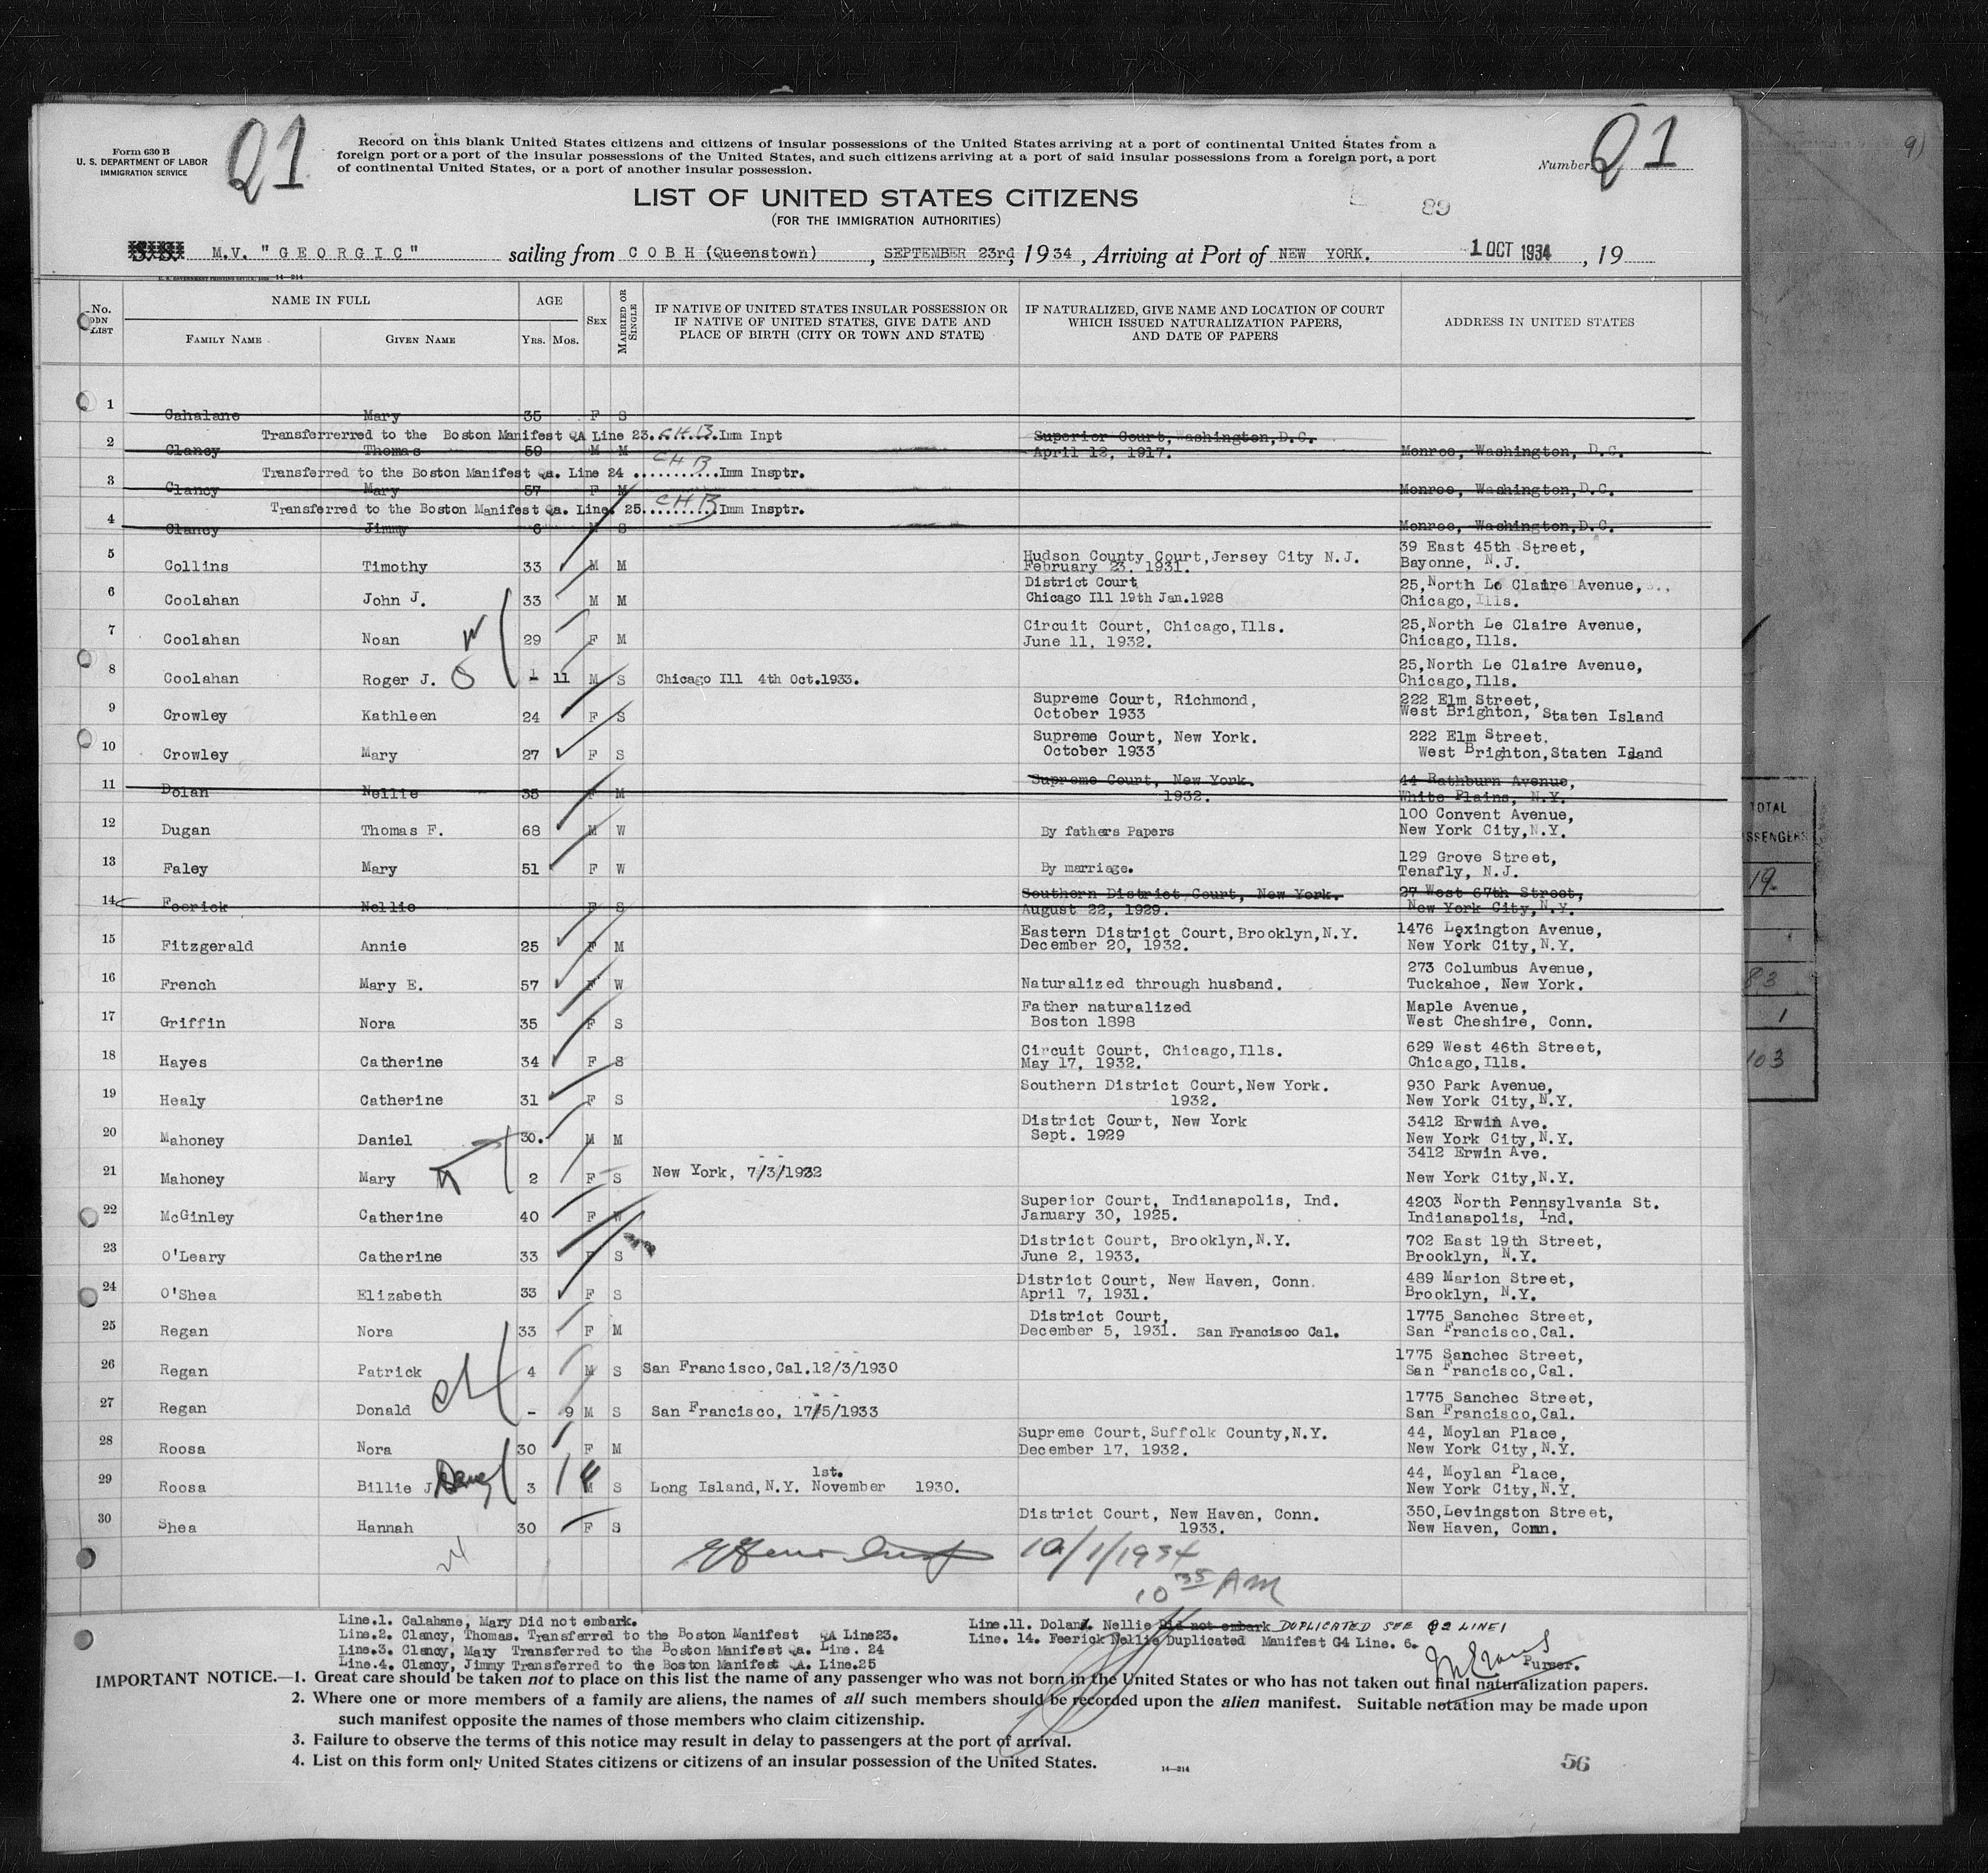 Form 630 B
U. S. DEPARTMENT OF LABOR
IMMIGRATION SERVICE
Q1
Record on this blank United States citizens and citizens of insular possessions of the United States arriving at a port of continental United States from a
foreign port or a port of the insular possessions of the United States, and such citizens arriving at a port of said insular possessions from a foreign port, a port
of continental United States, or a port of another insular possession.
Number Q1
9)
LIST OF UNITED STATES CITIZENS
(FOR THE IMMIGRATION AUTHORITIES)
89
M.V. "GEORGIC" sailing from COBH (Queenstown), SEPTEMBER 23rd, 1934, Arriving at Port of NEW YORK. 1 OCT 1934, 19
14-214
No. ON LIST
NAME IN FULL
FAMILY NAME
GIVEN NAME
AGE
YRS. MOS.
SEX
MARRIED OR SINGLE
IF NATIVE OF UNITED STATES INSULAR POSSESSION OR
IF NATIVE OF UNITED STATES, GIVE DATE AND
PLACE OF BIRTH (CITY OR TOWN AND STATE)
IF NATURALIZED, GIVE NAME AND LOCATION OF COURT
WHICH ISSUED NATURALIZATION PAPERS,
AND DATE OF PAPERS
ADDRESS IN UNITED STATES
1 Cahalane Mary 35 F S
Transferrerred to the Boston Manifest QA Line 23. C.H.B. Imm Inpt
Superior Court, Washington, D.C.
2 Clancy Thomas 59 M M April 12, 1917. Monroe, Washington, D.C.
Transferred to the Boston Manifest Qa. Line 24 CHB Imm Insptr.
3 Clancy Mary 57 F M Monroe, Washington, D.C.
Transferred to the Boston Manifest Qa. Line. 25 CHB Imm Insptr.
4 Clancy Jimmy 6 M S Monroe, Washington, D.C.
5 Collins Timothy 33 M M Hudson County Court, Jersey City N.J. 39 East 45th Street,
February 23. 1931. Bayonne, N.J.
6 Coolahan John J. 33 M M District Court 25, North Le Claire Avenue,
Chicago Ill 19th Jan. 1928 Chicago, Ills.
7 Coolahan Noan 29 F M Circuit Court, Chicago, Ills. 25, North Le Claire Avenue,
June 11, 1932. Chicago, Ills.
8 Coolahan Roger J. - 11 M S Chicago Ill 4th Oct. 1933. 25, North Le Claire Avenue,
Chicago, Ills.
9 Crowley Kathleen 24 F S Supreme Court, Richmond, 222 Elm Street,
October 1933 West Brighton, Staten Island
10 Crowley Mary 27 F S Supreme Court, New York. 222 Elm Street.
October 1933 West Brighton, Staten Island
11 Dolan Nellie 35 F M Supreme Court, New York. 44 Rathburn Avenue,
1932. White Plains, N.Y.
12 Dugan Thomas F. 68 M W By fathers Papers 100 Convent Avenue,
New York City, N.Y.
13 Faley Mary 51 F W By marriage. 129 Grove Street,
Tenafly, N.J.
14 Feerick Nellie F S Southern District Court, New York. 27 West 67th Street,
August 22, 1929. New York City, N.Y.
15 Fitzgerald Annie 25 F M Eastern District Court, Brooklyn, N.Y. 1476 Lexington Avenue,
December 20, 1932. New York City, N.Y.
16 French Mary E. 57 F W Naturalized through husband. 273 Columbus Avenue,
Tuckahoe, New York.
17 Griffin Nora 35 F S Father naturalized Maple Avenue,
Boston 1898 West Cheshire, Conn.
18 Hayes Catherine 34 F S Circuit Court, Chicago, Ills. 629 West 46th Street,
May 17, 1932. Chicago, Ills.
19 Healy Catherine 31 F S Southern District Court, New York. 930 Park Avenue,
1932. New York City, N.Y.
20 Mahoney Daniel 30. M M District Court, New York 3412 Erwin Ave.
Sept. 1929 New York City, N.Y.
21 Mahoney Mary 2 F S New York, 7/3/1932 3412 Erwin Ave.
New York City, N.Y.
22 McGinley Catherine 40 F W Superior Court, Indianapolis, Ind. 4203 North Pennsylvania St.
January 30, 1925. Indianapolis, Ind.
23 O'Leary Catherine 33 F S District Court, Brooklyn, N.Y. 702 East 19th Street,
June 2, 1933. Brooklyn, N.Y.
24 O'Shea Elizabeth 33 F S District Court, New Haven, Conn. 489 Marion Street,
April 7, 1931. Brooklyn, N.Y.
25 Regan Nora 33 F M District Court, 1775 Sanchec Street,
December 5, 1931. San Francisco Cal. San Francisco, Cal.
26 Regan Patrick 4 M S San Francisco, Cal. 12/3/1930 1775 Sanchec Street,
San Francisco, Cal.
27 Regan Donald - 9 M S San Francisco, 17/5/1933 1775 Sanchec Street,
San Francisco, Cal.
28 Roosa Nora 30 F M Supreme Court, Suffolk County, N.Y. 44, Moylan Place,
December 17, 1932. New York City, N.Y.
29 Roosa Billie J 3 M S Long Island, N.Y. 1st. November 1930. 44, Moylan Place,
New York City, N.Y.
30 Shea Hannah 30 F S District Court, New Haven, Conn. 350, Levingston Street,
1933. New Haven, Conn.
24
10/1/1934
10 35 AM
Line.1. Calahane, Mary Did not embark.
Line.2. Clancy, Thomas. Transferred to the Boston Manifest QA Line23.
Line.3. Clancy, Mary Transferred to the Boston Manifest Qa. Line. 24
Line.4. Clancy, Jimmy Transferred to the Boston Manifest QA. Line.25
Line.11. Dolan, Nellie Did not embark DUPLICATED SEE Q2 LINE 1
Line. 14. Feerick Nellie Duplicated Manifest G4 Line. 6.
Purser.
IMPORTANT NOTICE.—1. Great care should be taken not to place on this list the name of any passenger who was not born in the United States or who has not taken out final naturalization papers.
2. Where one or more members of a family are aliens, the names of all such members should be recorded upon the alien manifest. Suitable notation may be made upon
such manifest opposite the names of those members who claim citizenship.
3. Failure to observe the terms of this notice may result in delay to passengers at the port of arrival.
4. List on this form only United States citizens or citizens of an insular possession of the United States.
14—214
56
TOTAL
SSENGERS
19
83
1
103